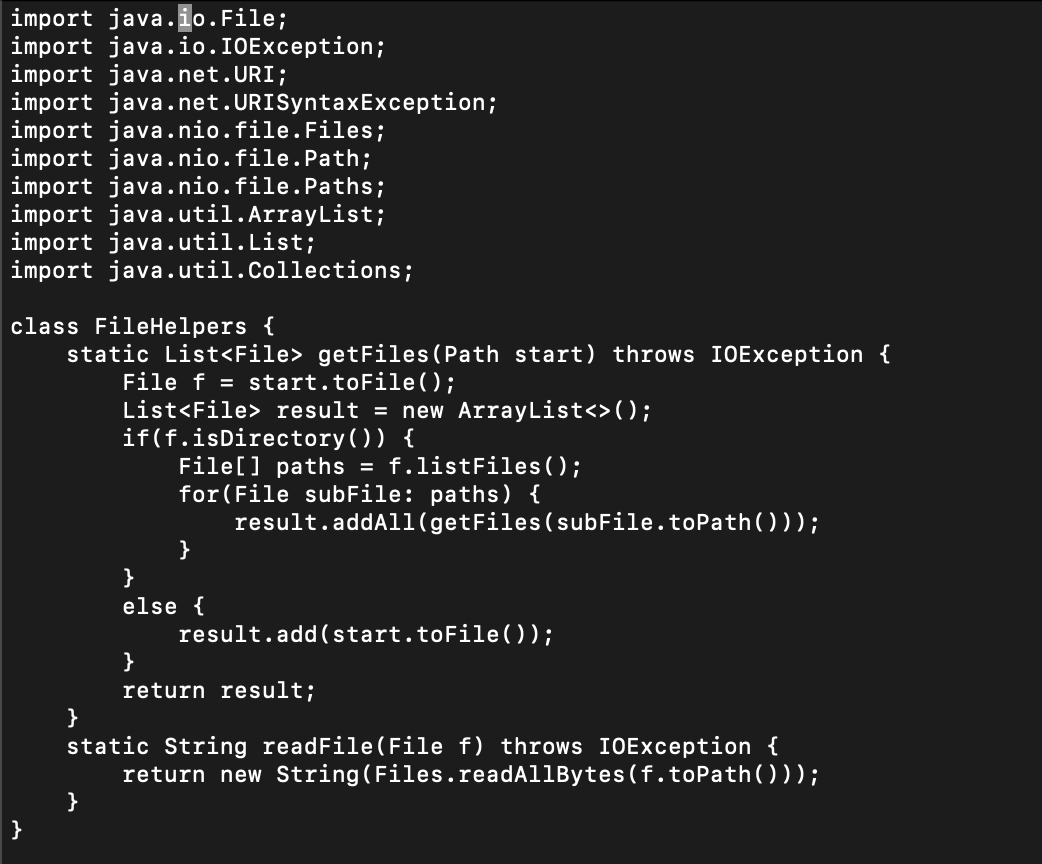 import java.io.File;
import java.io.IOException;
import java.net.URI;
import java.net.URISyntaxException;
import java.nio.file.Files;
import java.nio.file.Path;
import java.nio.file.Paths;
import java.util.ArrayList;
import java.util.List;
import java.util.Collections;

class FileHelpers {
    static List<File> getFiles(Path start) throws IOException {
        File f = start.toFile();
        List<File> result = new ArrayList<>();
        if(f.isDirectory()) {
            File[] paths = f.listFiles();
            for(File subFile: paths) {
                result.addAll(getFiles(subFile.toPath()));
            }
        }
        else {
            result.add(start.toFile());
        }
        return result;
    }
    static String readFile(File f) throws IOException {
        return new String(Files.readAllBytes(f.toPath()));
    }
}